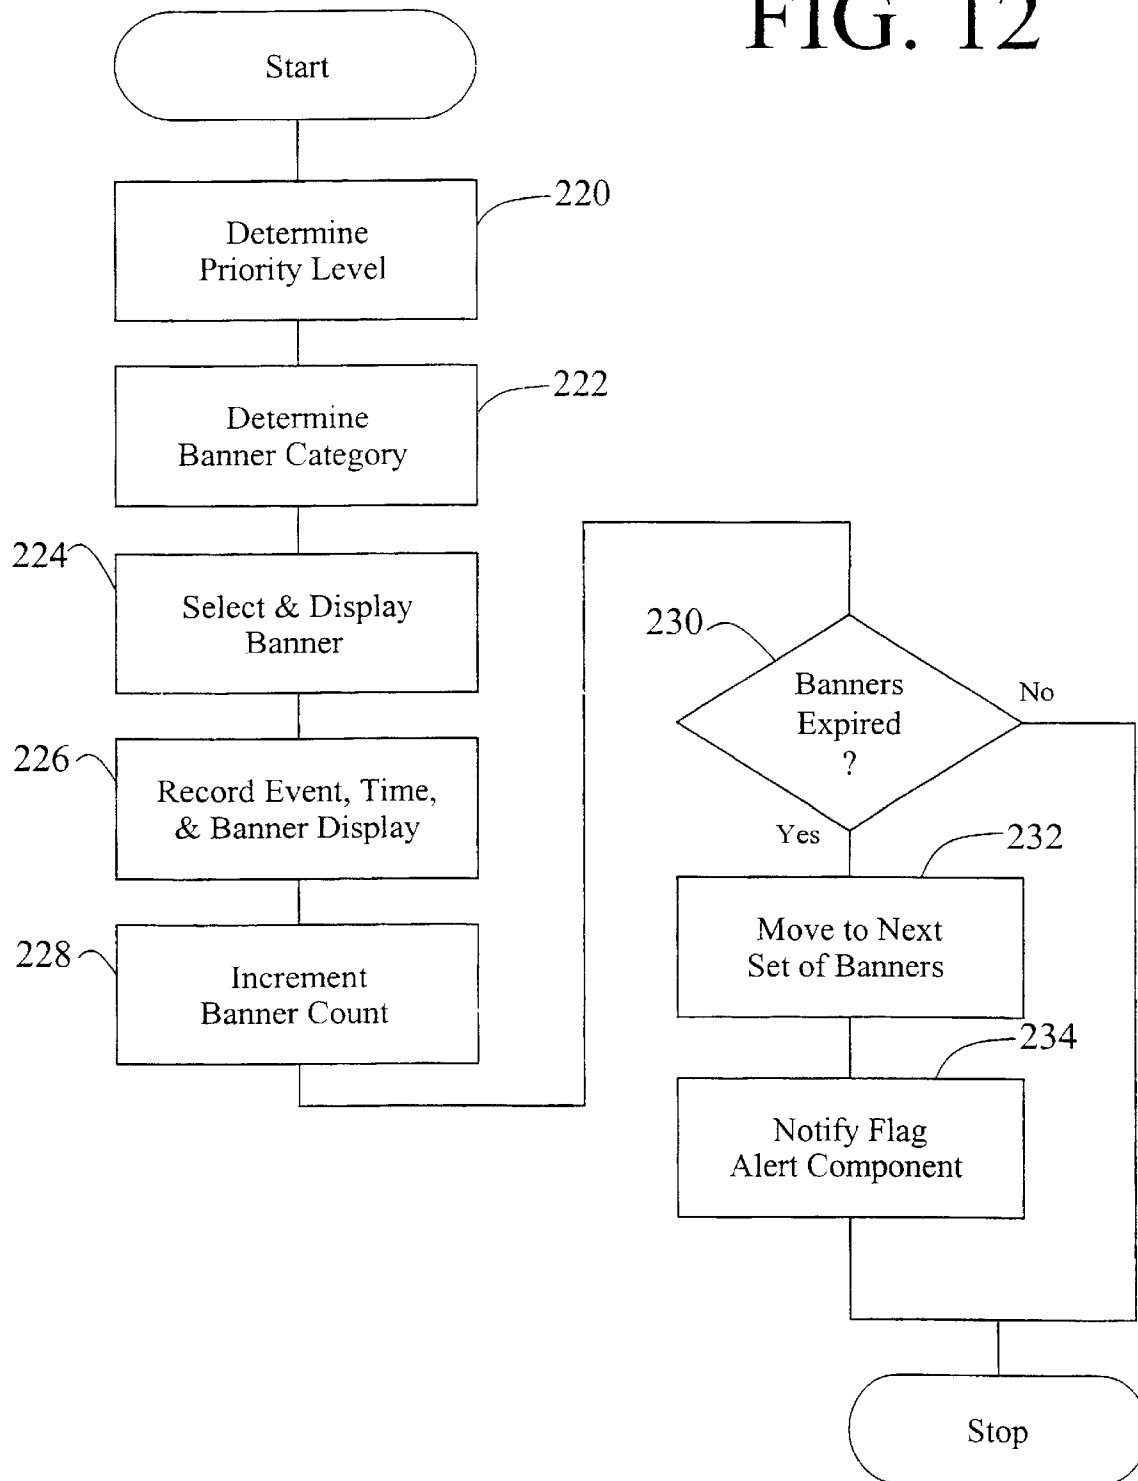 FIG. 12
Start
220
Determine
Priority Level
222
Determine
Banner Category
224
Select & Display
Banner
226
Record Event, Time,
& Banner Display
228
Increment
Banner Count
230
Banners
Expired
?
No
Yes
232
Move to Next
Set of Banners
234
Notify Flag
Alert Component
Stop